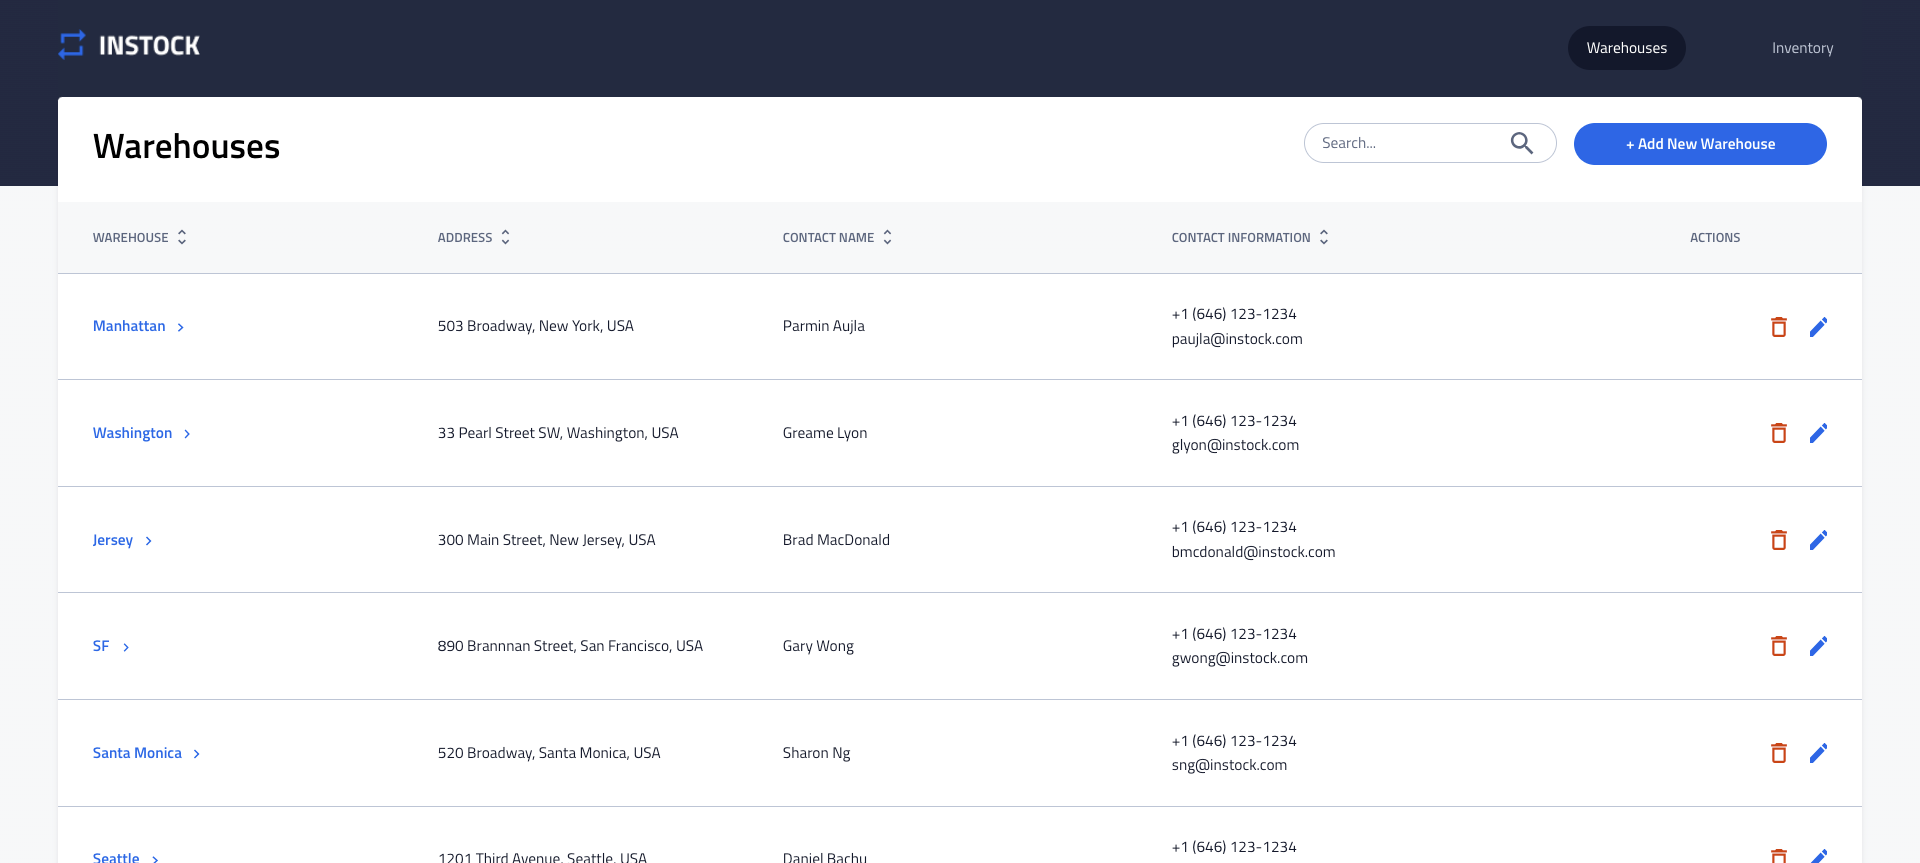 INSTOCK
Warehouses
Inventory
Warehouses
Search...
+ Add New Warehouse
WAREHOUSE
ADDRESS
CONTACT NAME
CONTACT INFORMATION
ACTIONS
Manhattan
503 Broadway, New York, USA
Parmin Aujla
+1 (646) 123-1234
paujla@instock.com
Washington
33 Pearl Street SW, Washington, USA
Greame Lyon
+1 (646) 123-1234
glyon@instock.com
Jersey
300 Main Street, New Jersey, USA
Brad MacDonald
+1 (646) 123-1234
bmcdonald@instock.com
SF
890 Brannnan Street, San Francisco, USA
Gary Wong
+1 (646) 123-1234
gwong@instock.com
Santa Monica
520 Broadway, Santa Monica, USA
Sharon Ng
+1 (646) 123-1234
sng@instock.com
Seattle
1201 Third Avenue, Seattle, USA
Daniel Bachu
+1 (646) 123-1234